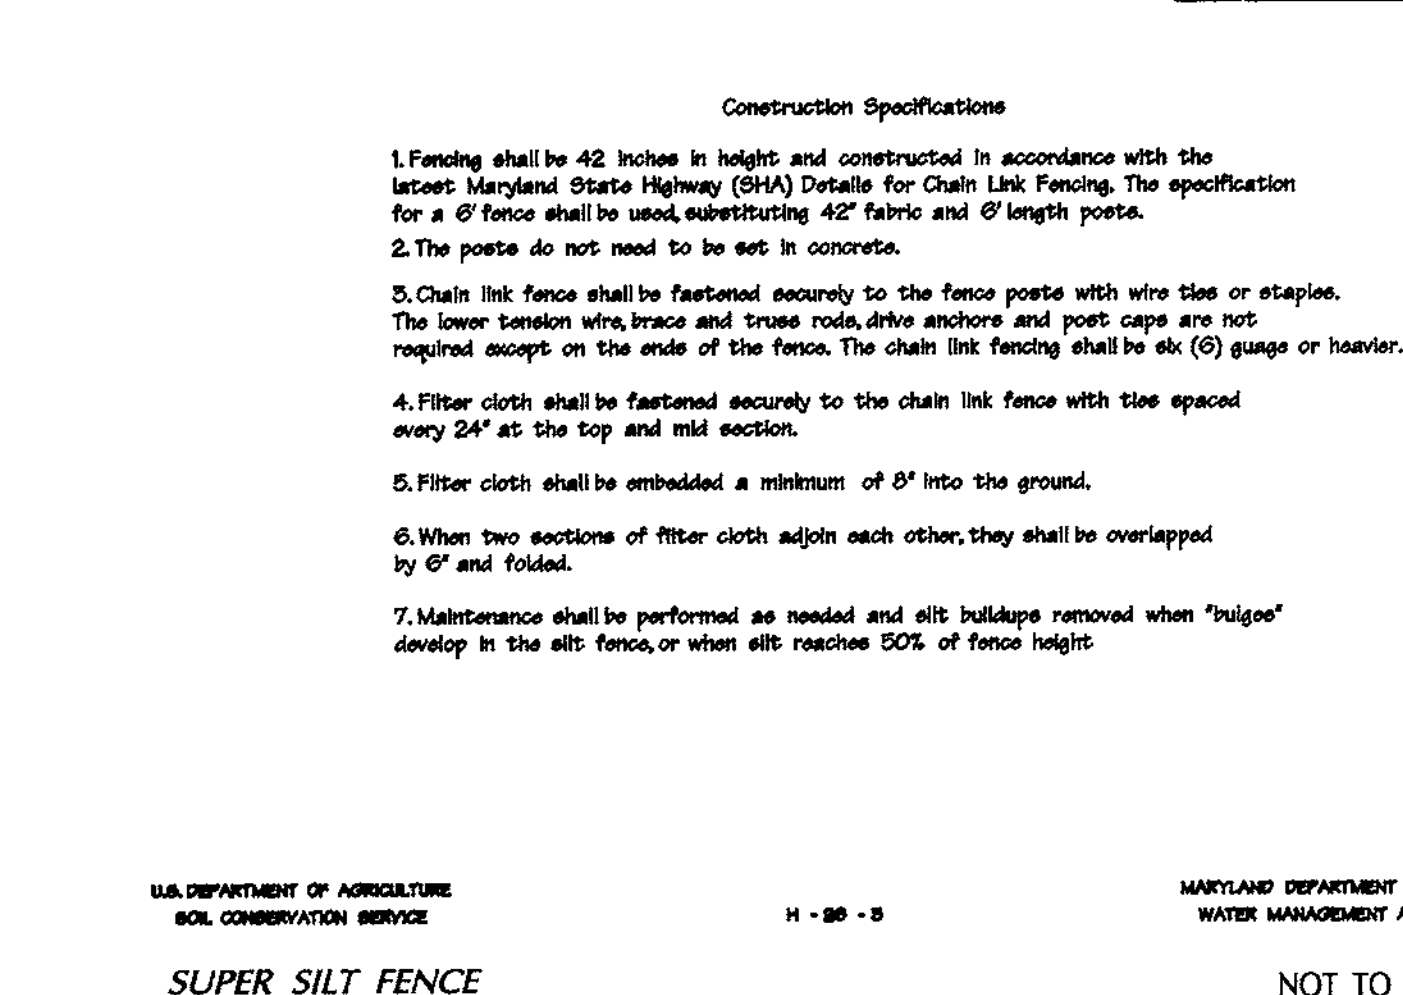 Construction Specifications
1. Fencing shall be 42 inches in height and constructed in accordance with the
latest Maryland State Highway (SHA) Details for Chain Link Fencing. The specification
for a 6' fence shall be used, substituting 42" fabric and 6' length posts.
2. The posts do not need to be set in concrete.
3. Chain link fence shall be fastened securely to the fence posts with wire ties or staples.
The lower tension wire, brace and truss rods, drive anchors and post caps are not
required except on the ends of the fence. The chain link fencing shall be six (6) guage or heavier.
4. Filter cloth shall be fastened securely to the chain link fence with ties spaced
every 24" at the top and mid section.
5. Filter cloth shall be embedded a minimum of 8" into the ground.
6. When two sections of filter cloth adjoin each other, they shall be overlapped
by 6" and folded.
7. Maintenance shall be performed as needed and silt buildups removed when "bulges"
develop in the silt fence, or when silt reaches 50% of fence height
U.S. DEPARTMENT OF AGRICULTURE
SOIL CONSERVATION SERVICE
H - 26 - 3
MARYLAND DEPARTMENT
WATER MANAGEMENT A
SUPER SILT FENCE
NOT TO